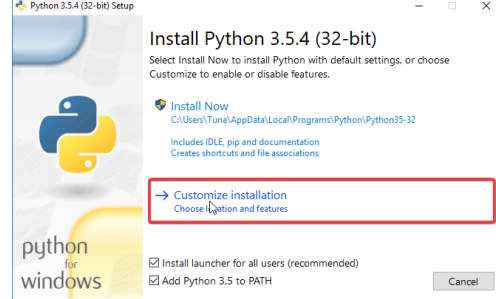 Python 3.5.4 (32-bit) Setup
Install Python 3.5.4 (32-bit)
Select Install Now to install Python with default settings, or choose
Customize to enable or disable features.
Install Now
C:\Users\Tuna\AppData\Local\Programs\Python\Python35-32
Includes IDLE, pip and documentation
Creates shortcuts and file associations
Customize installation
Choose location and features
python
for
windows
Install launcher for all users (recommended)
Add Python 3.5 to PATH
Cancel